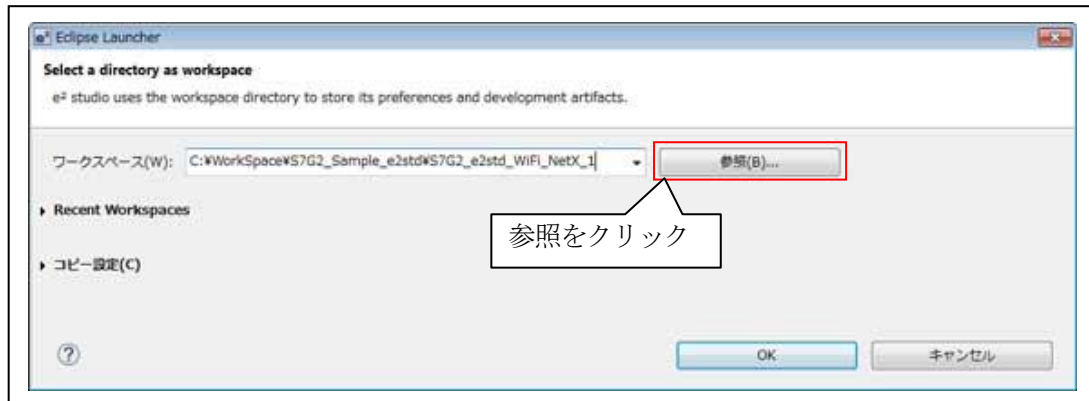 e² Eclipse Launcher
Select a directory as workspace
e² studio uses the workspace directory to store its preferences and development artifacts.
ワークスペース(W): C:¥WorkSpace¥S7G2_Sample_e2std¥S7G2_e2std_WiFi_NetX_1 参照(B)...
Recent Workspaces
参照をクリック
コピー設定(C)
? OK キャンセル